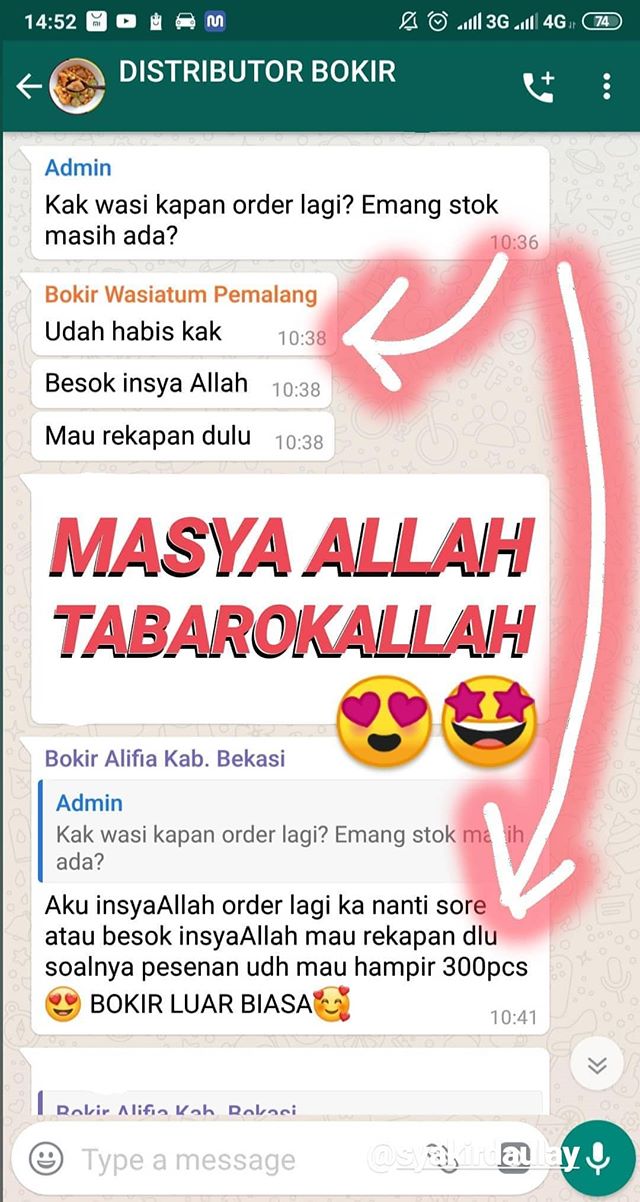 14:52
3G
4G
74
DISTRIBUTOR BOKIR
Admin
Kak wasi kapan order lagi? Emang stok
masih ada?
10:36
Bokir Wasiatum Pemalang
Udah habis kak
10:38
Besok insya Allah
10:38
Mau rekapan dulu
10:38
MASYA ALLAH
TABAROKALLAH
Bokir Alifia Kab. Bekasi
Admin
Kak wasi kapan order lagi? Emang stok masih
ada?
Aku insyaAllah order lagi ka nanti sore
atau besok insyaAllah mau rekapan dlu
soalnya pesenan udh mau hampir 300pcs
😍 BOKIR LUAR BIASA🥰
10:41
Bokir Alifia Kab. Bekasi
Type a message
@syakirdaulay_